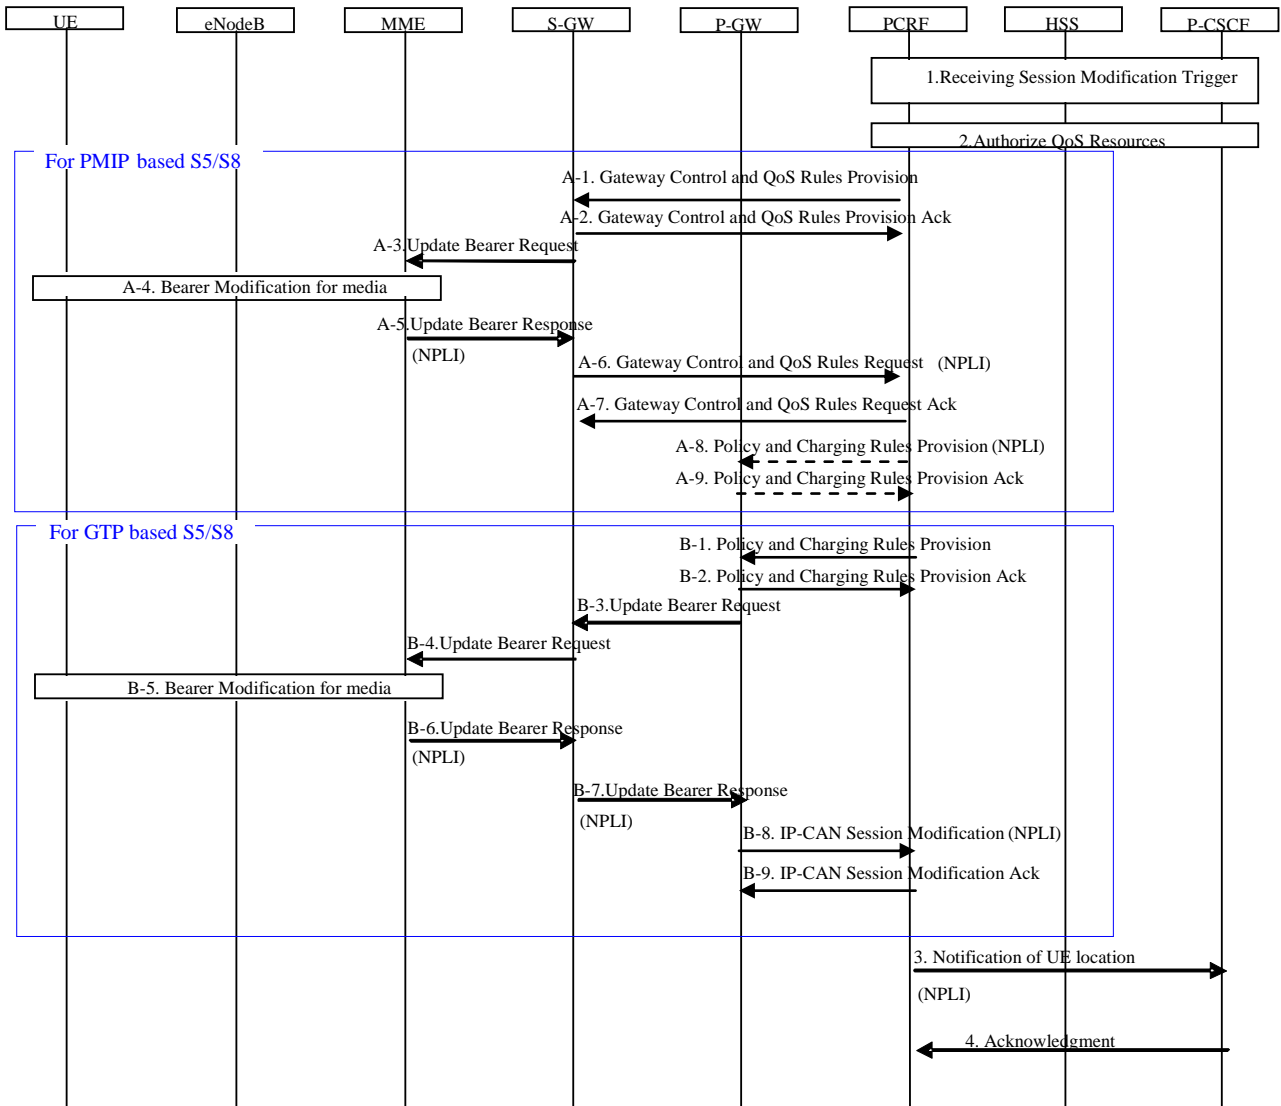 UE eNodeB MME S-GW P-GW PCRF HSS P-CSCF
1.Receiving Session Modification Trigger
2.Authorize QoS Resources
For PMIP based S5/S8
A-1. Gateway Control and QoS Rules Provision
A-2. Gateway Control and QoS Rules Provision Ack
A-3.Update Bearer Request
A-4. Bearer Modification for media
A-5.Update Bearer Response
(NPLI)
A-6. Gateway Control and QoS Rules Request (NPLI)
A-7. Gateway Control and QoS Rules Request Ack
A-8. Policy and Charging Rules Provision (NPLI)
A-9. Policy and Charging Rules Provision Ack
For GTP based S5/S8
B-1. Policy and Charging Rules Provision
B-2. Policy and Charging Rules Provision Ack
B-3.Update Bearer Request
B-4.Update Bearer Request
B-5. Bearer Modification for media
B-6.Update Bearer Response
(NPLI)
B-7.Update Bearer Response
(NPLI)
B-8. IP-CAN Session Modification (NPLI)
B-9. IP-CAN Session Modification Ack
3. Notification of UE location
(NPLI)
4. Acknowledgment